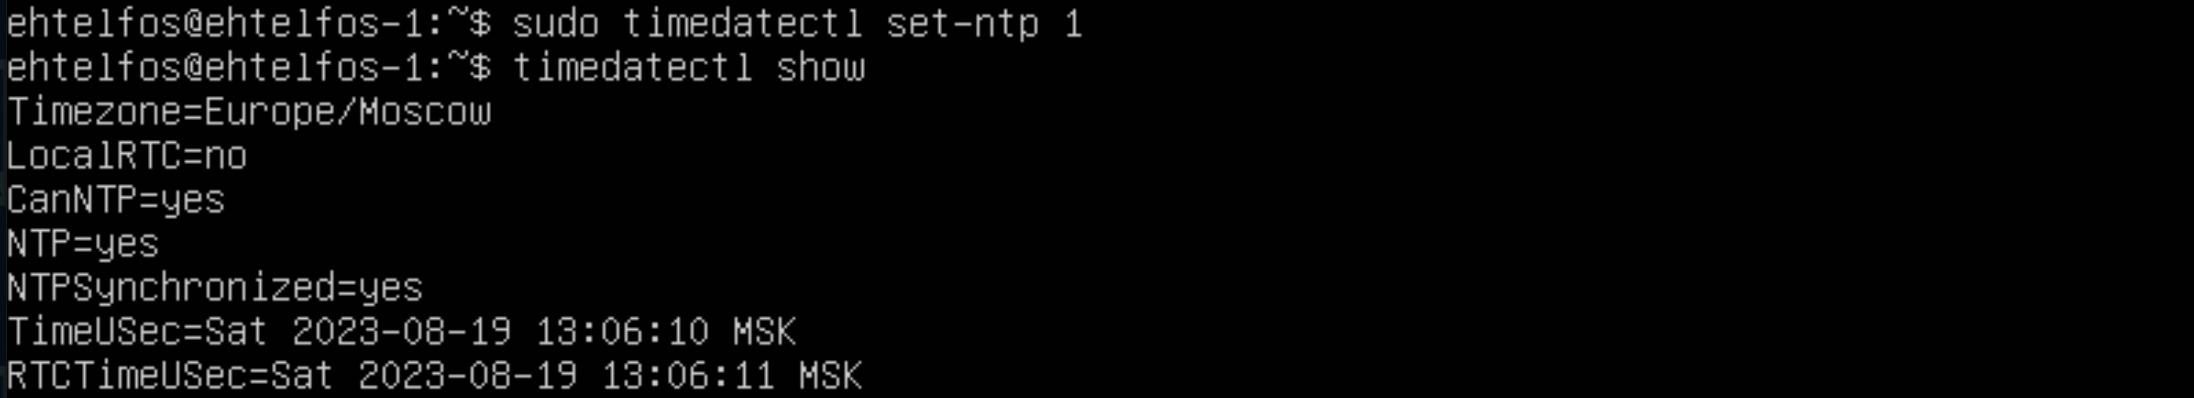 ehtelfos@ehtelfos-1:~$ sudo timedatectl set-ntp 1
ehtelfos@ehtelfos-1:~$ timedatectl show
Timezone=Europe/Moscow
LocalRTC=no
CanNTP=yes
NTP=yes
NTPSynchronized=yes
TimeUSec=Sat 2023-08-19 13:06:10 MSK
RTCTimeUSec=Sat 2023-08-19 13:06:11 MSK